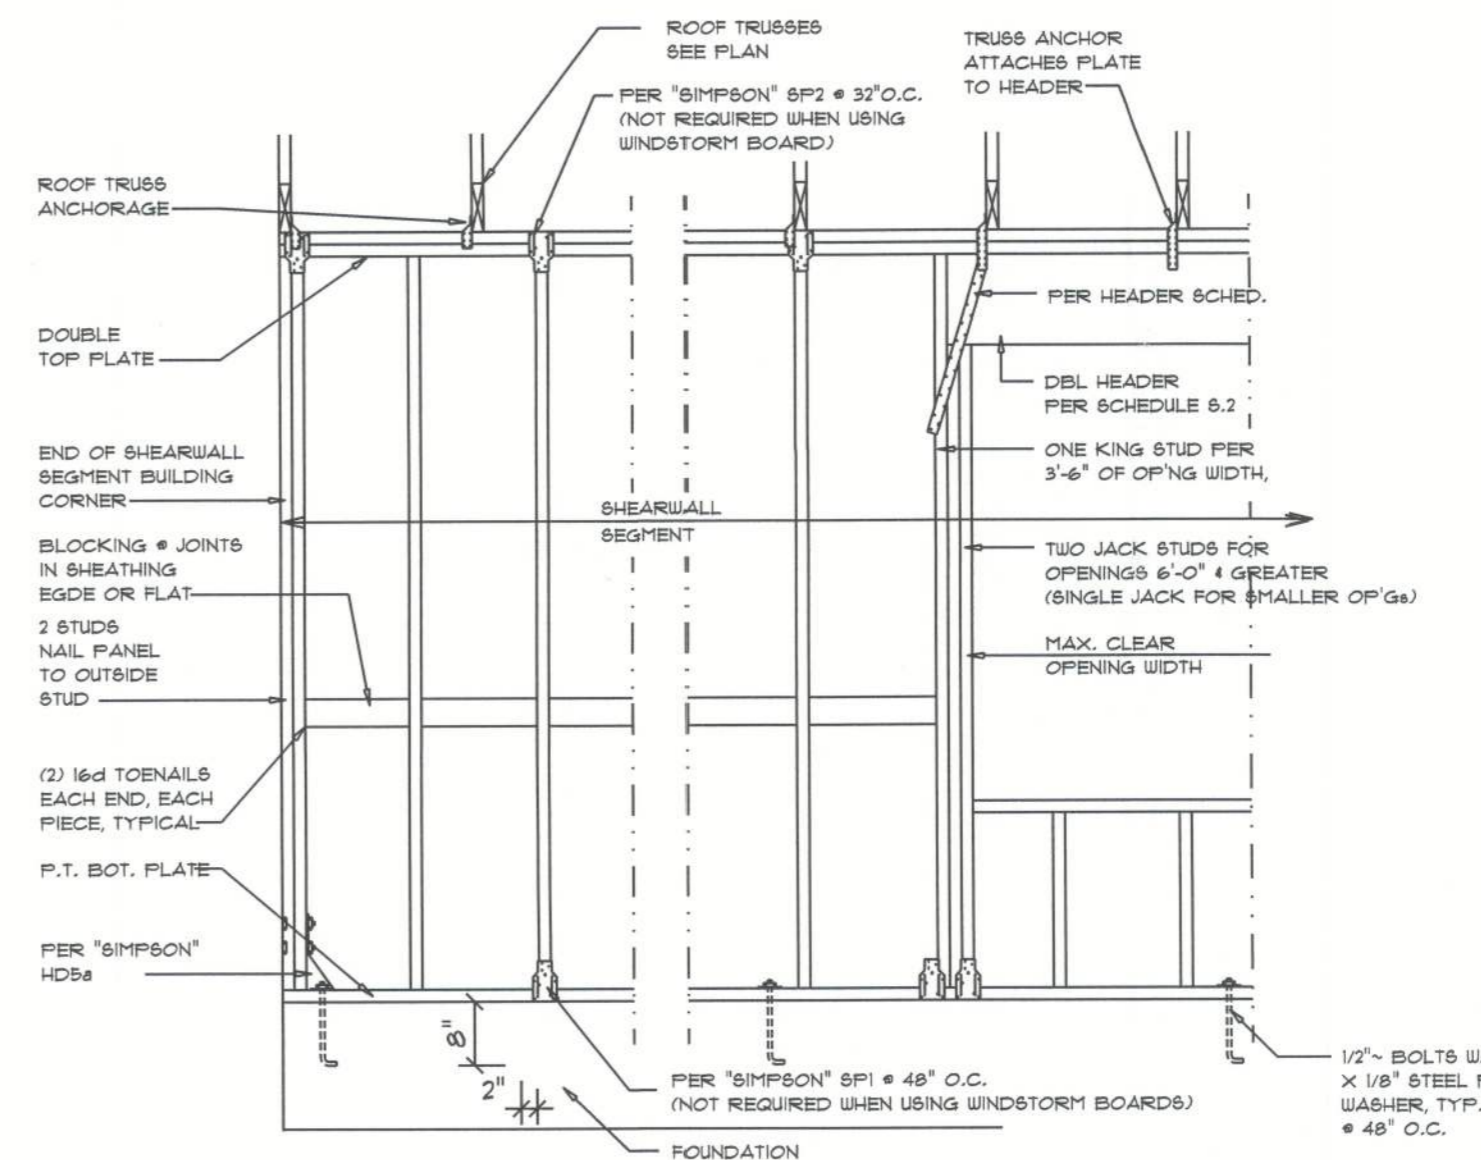 ROOF TRUSSES
SEE PLAN
TRUSS ANCHOR
ATTACHES PLATE
TO HEADER
PER "SIMPSON" SP2 @ 32"O.C.
(NOT REQUIRED WHEN USING
WINDSTORM BOARD)
ROOF TRUSS
ANCHORAGE
PER HEADER SCHED.
DOUBLE
TOP PLATE
DBL HEADER
PER SCHEDULE S.2
END OF SHEARWALL
SEGMENT BUILDING
CORNER
ONE KING STUD PER
3'-6" OF OP'NG WIDTH,
SHEARWALL
SEGMENT
BLOCKING @ JOINTS
IN SHEATHING
EGDE OR FLAT
TWO JACK STUDS FOR
OPENINGS 6'-0" & GREATER
(SINGLE JACK FOR SMALLER OP'Gs)
2 STUDS
NAIL PANEL
TO OUTSIDE
STUD
MAX. CLEAR
OPENING WIDTH
(2) 16d TOENAILS
EACH END, EACH
PIECE, TYPICAL
P.T. BOT. PLATE
PER "SIMPSON"
HD5a
8"
2"
PER "SIMPSON" SP1 @ 48" O.C.
(NOT REQUIRED WHEN USING WINDSTORM BOARDS)
FOUNDATION
1/2"~ BOLTS W
X 1/8" STEEL
WASHER, TYP.
@ 48" O.C.